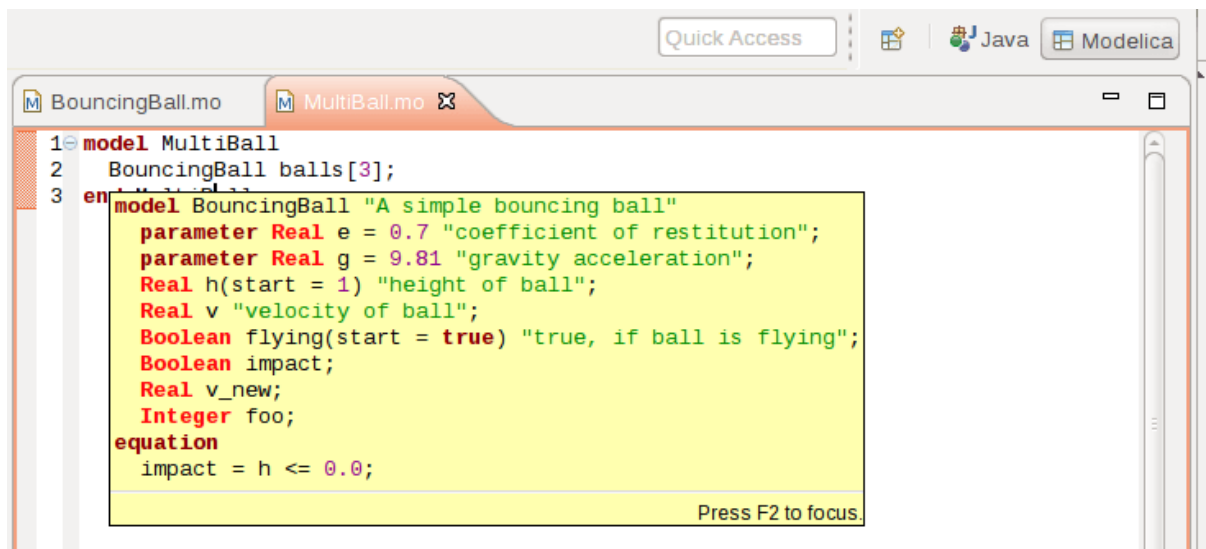 Quick Access
Java
Modelica
BouncingBall.mo
MultiBall.mo
1 model MultiBall
2 BouncingBall balls[3];
3 en
model BouncingBall "A simple bouncing ball"
parameter Real e = 0.7 "coefficient of restitution";
parameter Real g = 9.81 "gravity acceleration";
Real h(start = 1) "height of ball";
Real v "velocity of ball";
Boolean flying(start = true) "true, if ball is flying";
Boolean impact;
Real v_new;
Integer foo;
equation
impact = h <= 0.0;
Press F2 to focus.